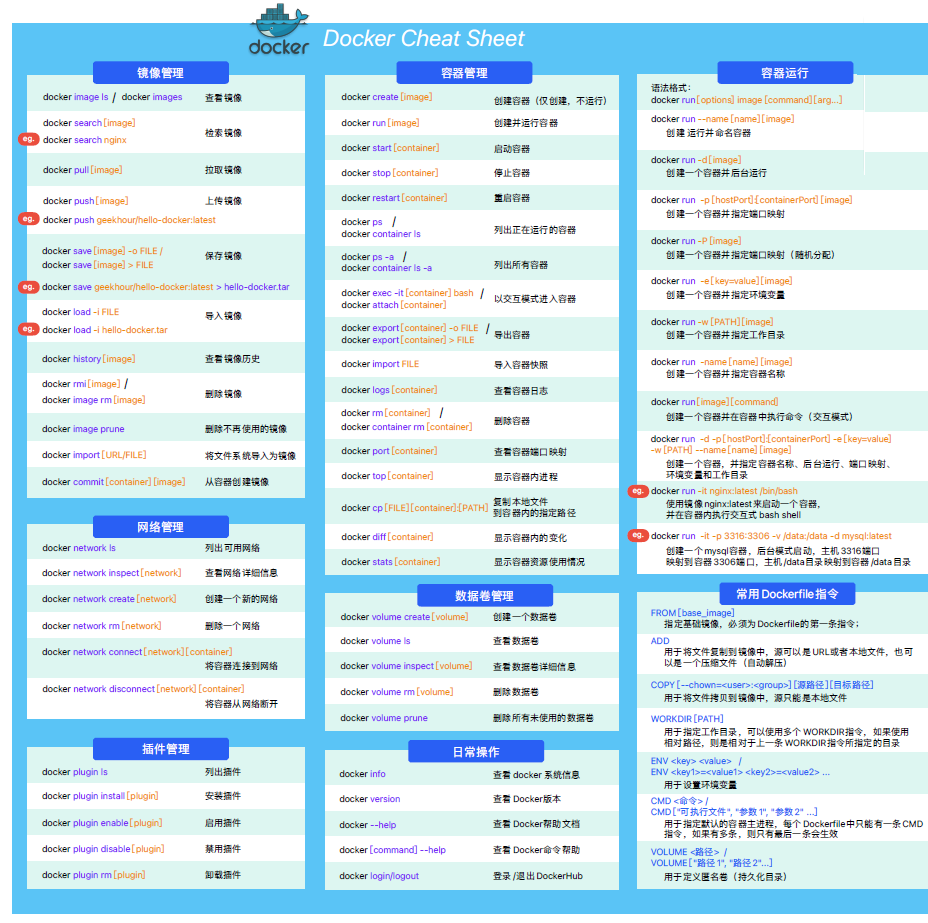 docker
Docker Cheat Sheet
镜像管理
docker image ls / docker images 查看镜像
docker search [image]
检索镜像
eg. docker search nginx
docker pull [image] 拉取镜像
docker push [image] 上传镜像
eg. docker push geekhour/hello-docker:latest
docker save [image] -o FILE /
保存镜像
docker save [image] > FILE
eg. docker save geekhour/hello-docker:latest > hello-docker.tar
docker load -i FILE
导入镜像
eg. docker load -i hello-docker.tar
docker history [image] 查看镜像历史
docker rmi [image] /
删除镜像
docker image rm [image]
docker image prune 删除不再使用的镜像
docker import [URL/FILE] 将文件系统导入为镜像
docker commit [container] [image] 从容器创建镜像
网络管理
docker network ls 列出可用网络
docker network inspect [network] 查看网络详细信息
docker network create [network] 创建一个新的网络
docker network rm [network] 删除一个网络
docker network connect [network] [container]
将容器连接到网络
docker network disconnect [network] [container]
将容器从网络断开
插件管理
docker plugin ls 列出插件
docker plugin install [plugin] 安装插件
docker plugin enable [plugin] 启用插件
docker plugin disable [plugin] 禁用插件
docker plugin rm [plugin] 卸载插件
容器管理
docker create [image] 创建容器（仅创建，不运行）
docker run [image] 创建并运行容器
docker start [container] 启动容器
docker stop [container] 停止容器
docker restart [container] 重启容器
docker ps /
列出正在运行的容器
docker container ls
docker ps -a /
列出所有容器
docker container ls -a
docker exec -it [container] bash /
以交互模式进入容器
docker attach [container]
docker export [container] -o FILE /
导出容器
docker export [container] > FILE
docker import FILE 导入容器快照
docker logs [container] 查看容器日志
docker rm [container] /
删除容器
docker container rm [container]
docker port [container] 查看容器端口映射
docker top [container] 显示容器内进程
docker cp [FILE] [container]:[PATH] 复制本地文件
到容器内的指定路径
docker diff [container] 显示容器内的变化
docker stats [container] 显示容器资源使用情况
数据卷管理
docker volume create [volume] 创建一个数据卷
docker volume ls 查看数据卷
docker volume inspect [volume] 查看数据卷详细信息
docker volume rm [volume] 删除数据卷
docker volume prune 删除所有未使用的数据卷
日常操作
docker info 查看 docker 系统信息
docker version 查看 Docker版本
docker --help 查看 Docker帮助文档
docker [command] --help 查看 Docker命令帮助
docker login/logout 登录 /退出 DockerHub
容器运行
语法格式：
docker run [options] image [command] [arg...]
docker run --name [name] [image]
创建 运行并命名容器
docker run -d [image]
创建一个容器并后台运行
docker run -p [hostPort]:[containerPort] [image]
创建一个容器并指定端口映射
docker run -P [image]
创建一个容器并指定端口映射（随机分配）
docker run -e [key=value] [image]
创建一个容器并指定环境变量
docker run -w [PATH] [image]
创建一个容器并指定工作目录
docker run -name [name] [image]
创建一个容器并指定容器名称
docker run [image] [command]
创建一个容器并在容器中执行命令（交互模式）
docker run -d -p [hostPort]:[containerPort] -e [key=value]
-w [PATH] --name [name] [image]
创建一个容器，并指定容器名称、后台运行、端口映射、
环境变量和工作目录
eg. docker run -it nginx:latest /bin/bash
使用镜像 nginx:latest 来启动一个容器，
并在容器内执行交互式 bash shell
eg. docker run -it -p 3316:3306 -v /data:/data -d mysql:latest
创建一个 mysql容器，后台模式启动，主机 3316端口
映射到容器 3306端口，主机 /data目录映射到容器 /data 目录
常用 Dockerfile 指令
FROM [base_image]
指定基础镜像，必须为 Dockerfile的第一条指令；
ADD
用于将文件复制到镜像中，源可以是 URL或者本地文件，也可
以是一个压缩文件（自动解压）
COPY [--chown=<user>:<group>] [源路径] [目标路径]
用于将文件拷贝到镜像中，源只能是本地文件
WORKDIR [PATH]
用于指定工作目录，可以使用多个 WORKDIR指令，如果使用
相对路径，则是相对于上一条 WORKDIR指令所指定的目录
ENV <key> <value> /
ENV <key1>=<value1> <key2>=<value2> ...
用于设置环境变量
CMD <命令> /
CMD ["可执行文件", "参数 1", "参数 2" ...]
用于指定默认的容器主进程，每个 Dockerfile中只能有一条 CMD
指令，如果有多条，则只有最后一条会生效
VOLUME <路径> /
VOLUME ["路径 1", "路径 2"...]
用于定义匿名卷（持久化目录）